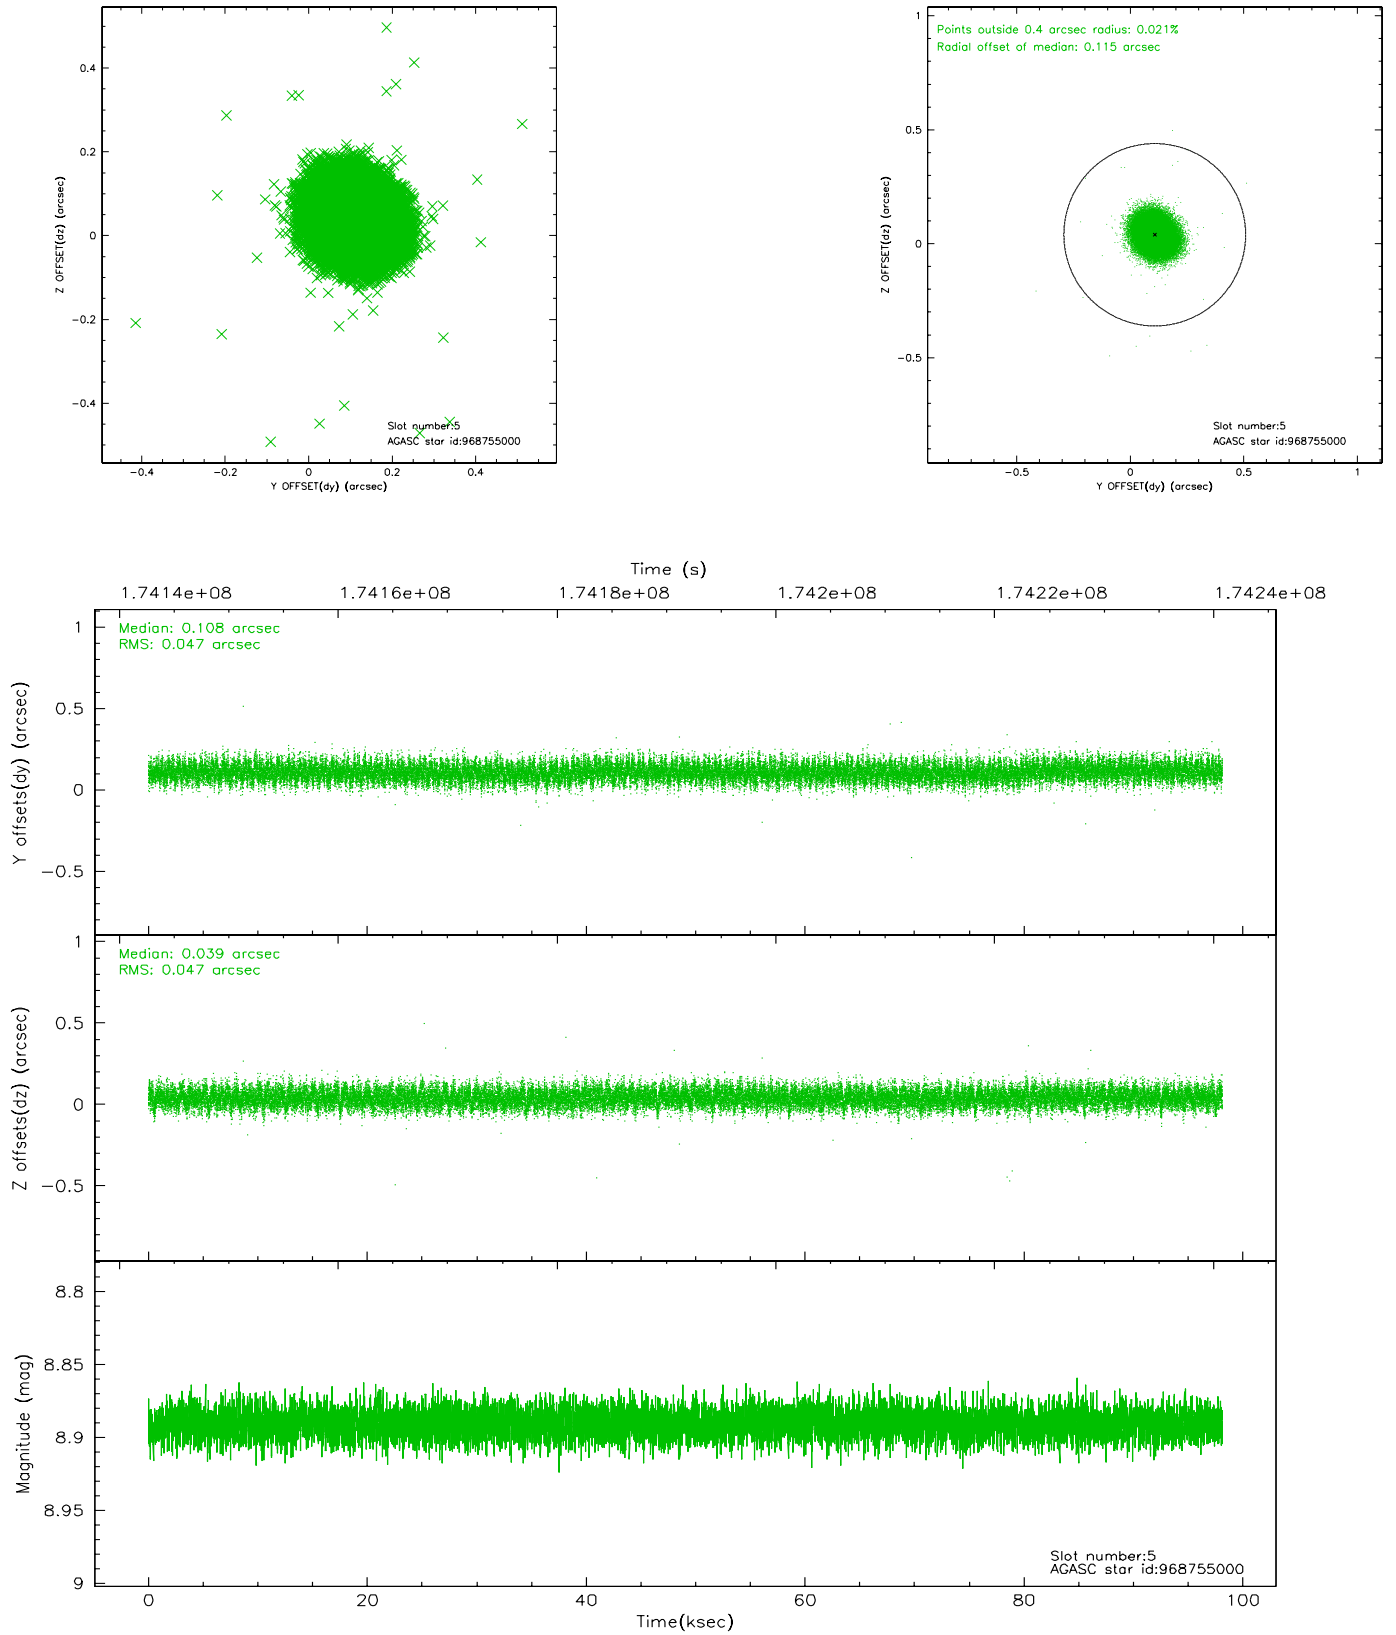 0.4
0.2
0
-0.2
-0.4
Z OFFSET(dz) (arcsec)
-0.4 -0.2 0 0.2 0.4
Y OFFSET(dy) (arcsec)
Slot number:5
AGASC star id:968755000
Points outside 0.4 arcsec radius: 0.021%
Radial offset of median: 0.115 arcsec
1
0.5
0
-0.5
Z OFFSET(dz) (arcsec)
-0.5 0 0.5 1
Y OFFSET(dy) (arcsec)
Slot number:5
AGASC star id:968755000
Time (s)
1.7414e+08 1.7416e+08 1.7418e+08 1.742e+08 1.7422e+08 1.7424e+08
Median: 0.108 arcsec
RMS: 0.047 arcsec
1
0.5
0
-0.5
Y offsets(dy) (arcsec)
Median: 0.039 arcsec
RMS: 0.047 arcsec
1
0.5
0
-0.5
Z offsets(dz) (arcsec)
8.8
8.85
8.9
8.95
9
Magnitude (mag)
Slot number:5
AGASC star id:968755000
0 20 40 60 80 100
Time(ksec)